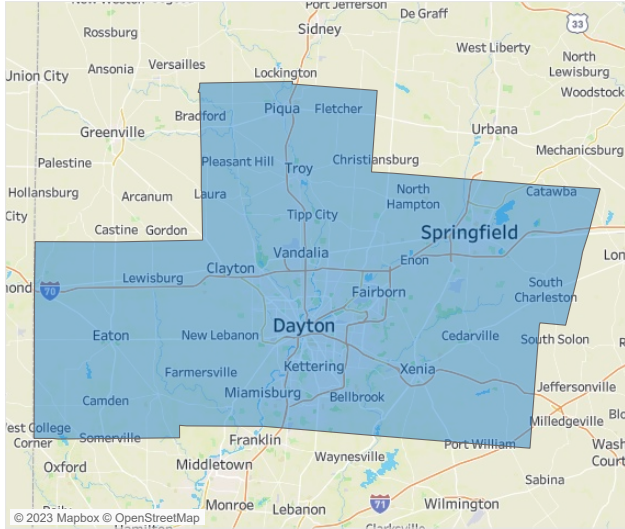 Port Jefferson
De Graff
Rossburg
Sidney
33
West Liberty
Ansonia
Versailles
Lockington
North
Lewisburg
Union City
Woodstock
Bradford
Piqua
Fletcher
Greenville
Urbana
Mechanicsburg
Palestine
Pleasant Hill
Troy
Christiansburg
Hollansburg
Arcanum
Laura
North
Hampton
Catawba
City
Tipp City
Castine
Gordon
Springfield
Vandalia
Enon
Clayton
Lewisburg
70
Fairborn
South
Charleston
Dayton
Eaton
New Lebanon
Cedarville
South Solon
Farmersville
Kettering
Xenia
Jeffersonville
Camden
Miamisburg
Bellbrook
Milledgeville
West College
Corner
Somerville
Franklin
Port William
Oxford
Middletown
Waynesville
Sabina
Monroe
Lebanon
71
Wilmington
© 2023 Mapbox © OpenStreetMap